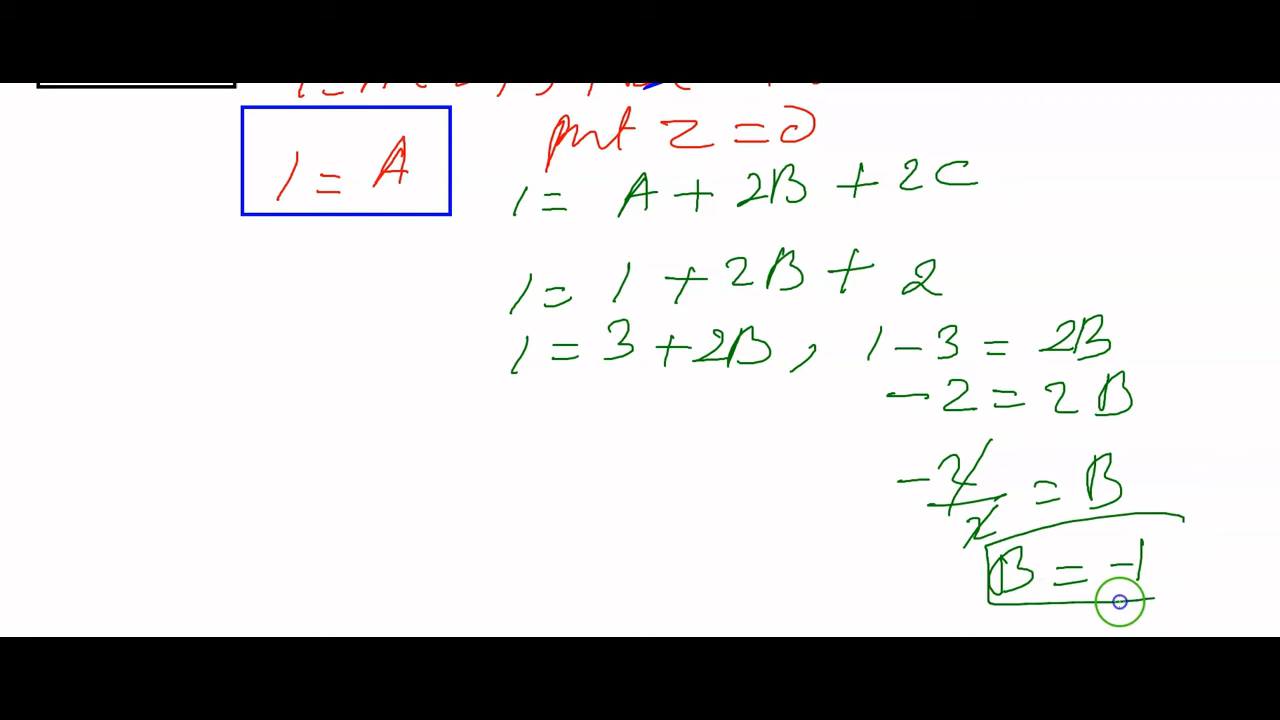 1 = A
put z = 0
1 = A + 2B + 2C
1 = 1 + 2B + 2
1 = 3 + 2B , 1 - 3 = 2B
- 2 = 2 B
-2/2 = B
B = -1